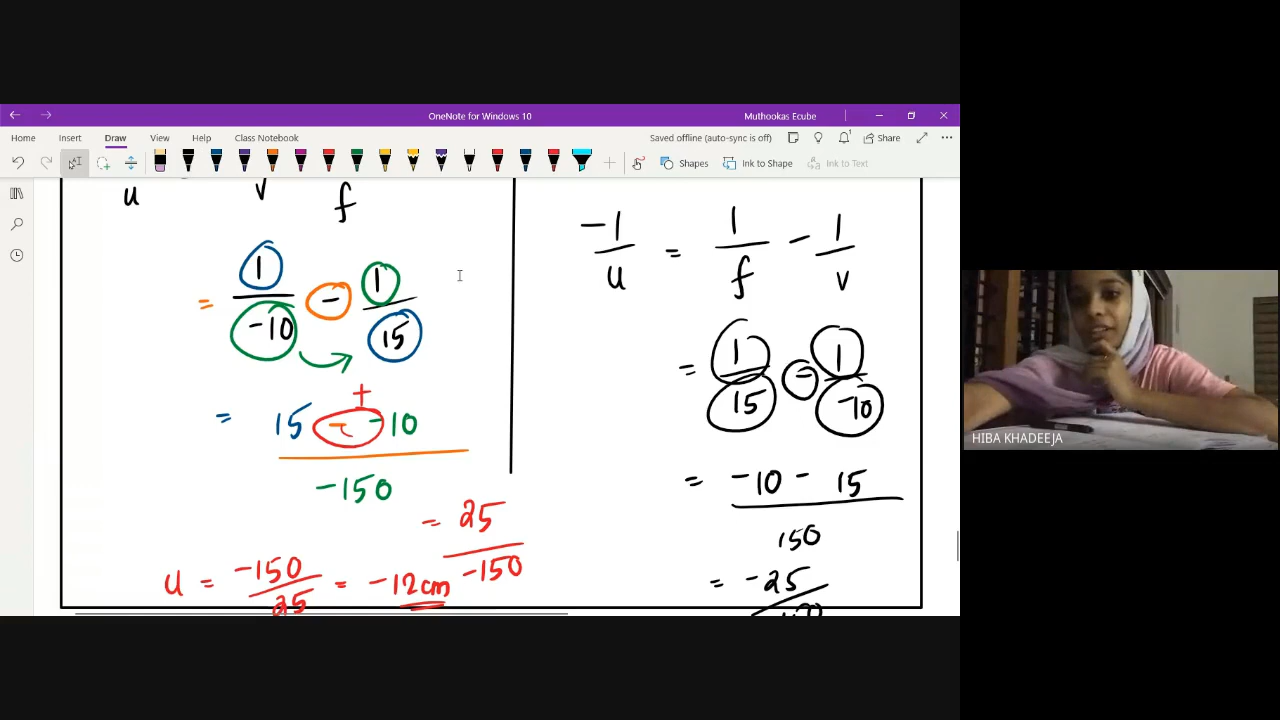 OneNote for Windows 10
Muthookas Ecube
Home Insert Draw View Help Class Notebook
Saved offline (auto-sync is off)
Share
Shapes
Ink to Shape
Ink to Text
u v f
= 1/-10 - 1/15
+
= 15 - -10
-150
= 25/-150
u = -150/25 = -12cm
-1/u = 1/f - 1/v
= 1/15 - 1/-10
= -10 - 15
150
= -25
HIBA KHADEEJA